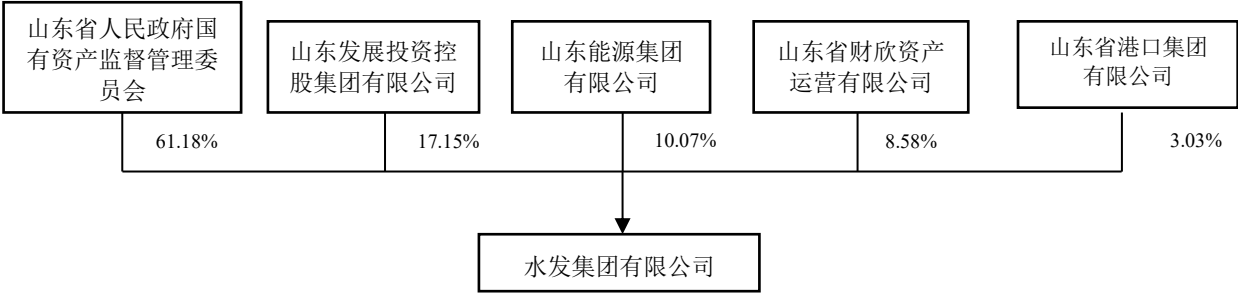 山东省人民政府国
有资产监督管理委
员会
山东发展投资控
股集团有限公司
山东能源集团
有限公司
山东省财欣资产
运营有限公司
山东省港口集团
有限公司
61.18%
17.15%
10.07%
8.58%
3.03%
水发集团有限公司